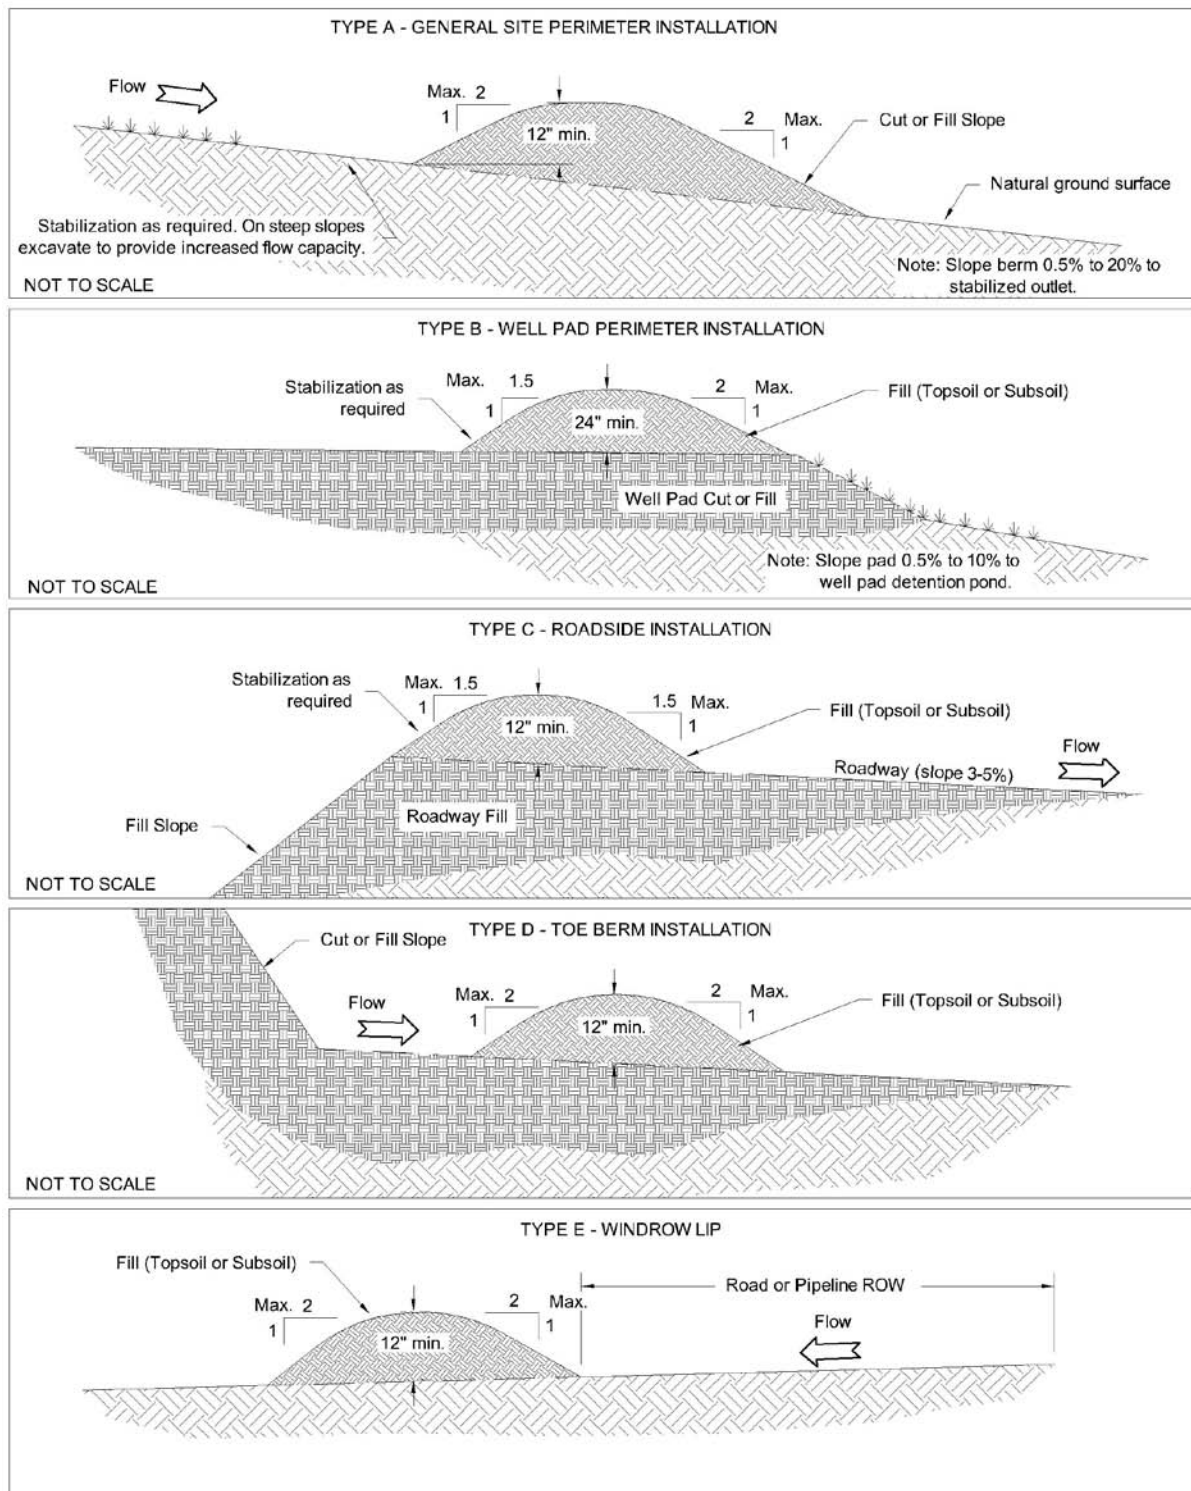 TYPE A - GENERAL SITE PERIMETER INSTALLATION
Flow
Max. 2
1
12" min.
2 Max.
1
Cut or Fill Slope
Natural ground surface
Stabilization as required. On steep slopes
excavate to provide increased flow capacity.
Note: Slope berm 0.5% to 20% to
stabilized outlet.
NOT TO SCALE
TYPE B - WELL PAD PERIMETER INSTALLATION
Stabilization as
required
Max. 1.5
1
24" min.
2 Max.
1
Fill (Topsoil or Subsoil)
Well Pad Cut or Fill
Note: Slope pad 0.5% to 10% to
well pad detention pond.
NOT TO SCALE
TYPE C - ROADSIDE INSTALLATION
Stabilization as
required
Max. 1.5
1
12" min.
1.5 Max.
1
Fill (Topsoil or Subsoil)
Flow
Roadway (slope 3-5%)
Roadway Fill
Fill Slope
NOT TO SCALE
TYPE D - TOE BERM INSTALLATION
Cut or Fill Slope
Flow
Max. 2
1
12" min.
2 Max.
1
Fill (Topsoil or Subsoil)
NOT TO SCALE
TYPE E - WINDROW LIP
Fill (Topsoil or Subsoil)
Max. 2
1
12" min.
2 Max.
1
Road or Pipeline ROW
Flow